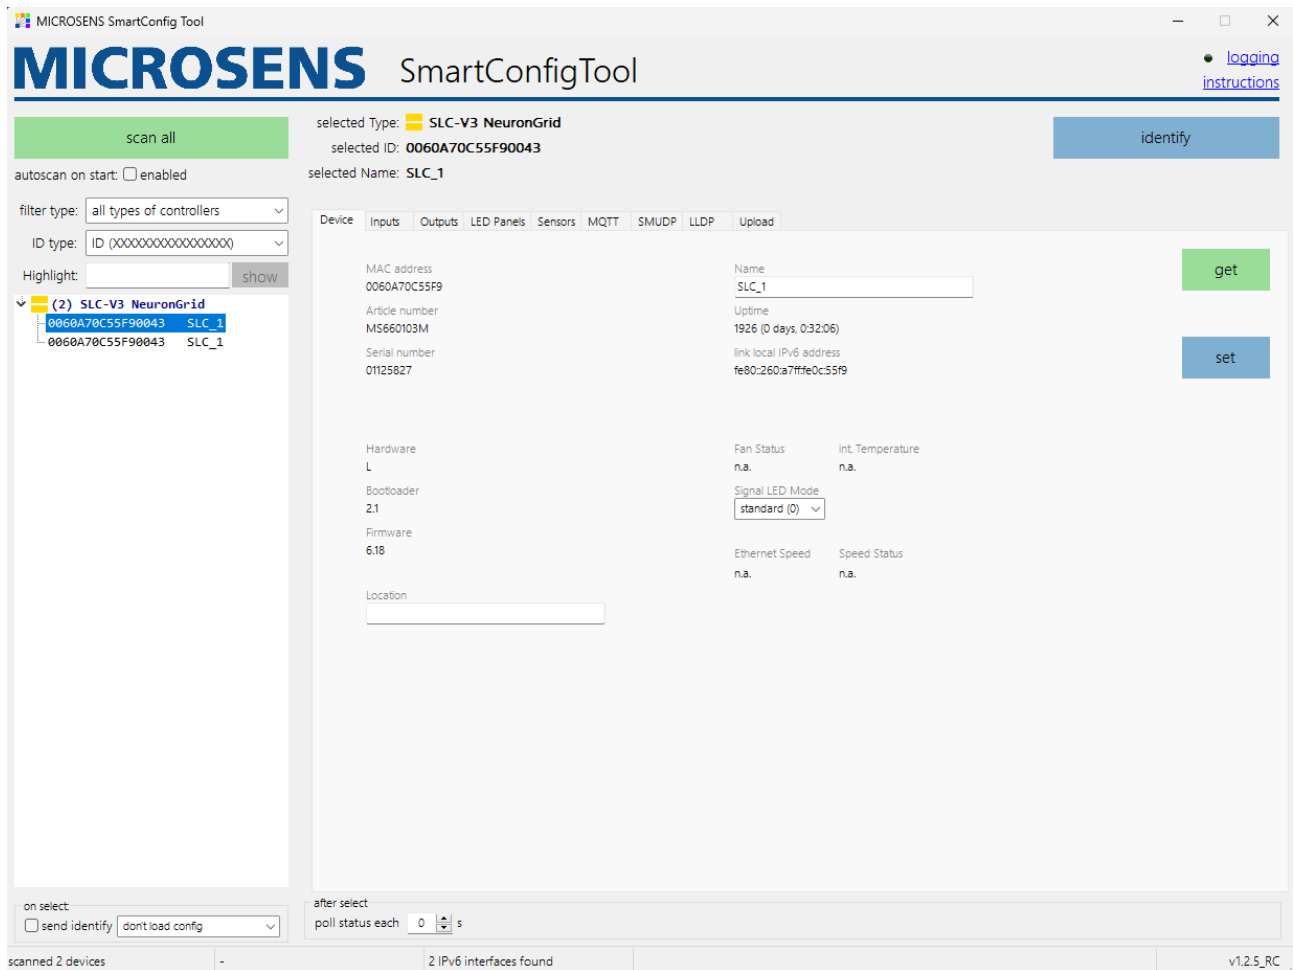 MICROSENS SmartConfig Tool
MICROSENS SmartConfigTool
logging
instructions
scan all
autoscan on start: enabled
filter type: all types of controllers
ID type: ID (XXXXXXXXXXXXXXXX)
Highlight: show
(2) SLC-V3 NeuronGrid
0060A70C55F90043 SLC_1
0060A70C55F90043 SLC_1
selected Type: SLC-V3 NeuronGrid
selected ID: 0060A70C55F90043
selected Name: SLC_1
identify
Device Inputs Outputs LED Panels Sensors MQTT SMUDP LLDP Upload
MAC address
0060A70C55F9
Article number
MS660103M
Serial number
01125827
Name
SLC_1
Uptime
1926 (0 days, 0:32:06)
link local IPv6 address
fe80::260:a7ff:fe0c:55f9
get
set
Hardware
L
Bootloader
2.1
Firmware
6.18
Location
Fan Status int. Temperature
n.a. n.a.
Signal LED Mode
standard (0)
Ethernet Speed Speed Status
n.a. n.a.
on select
send identify don't load config
after select
poll status each 0 s
scanned 2 devices - 2 IPv6 interfaces found v1.2.5_RC